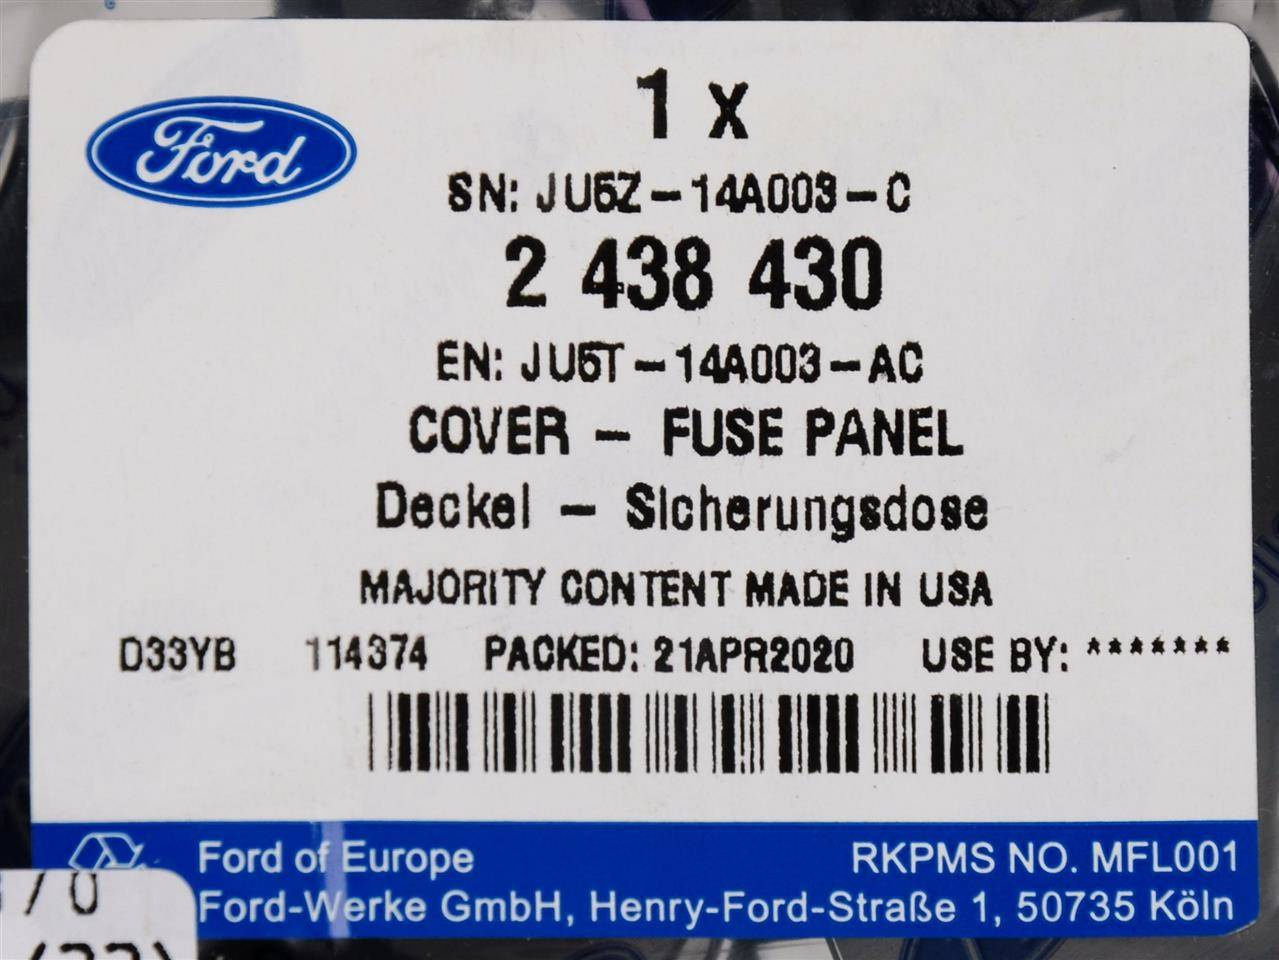 Ford
1 x
SN: JU5Z-14A003-C
2 438 430
EN: JU5T-14A003-AC
COVER - FUSE PANEL
Deckel - Sicherungsdose
MAJORITY CONTENT MADE IN USA
D33YB 114374 PACKED: 21APR2020 USE BY: *******
Ford of Europe RKPMS NO. MFL001
Ford-Werke GmbH, Henry-Ford-Straße 1, 50735 Köln